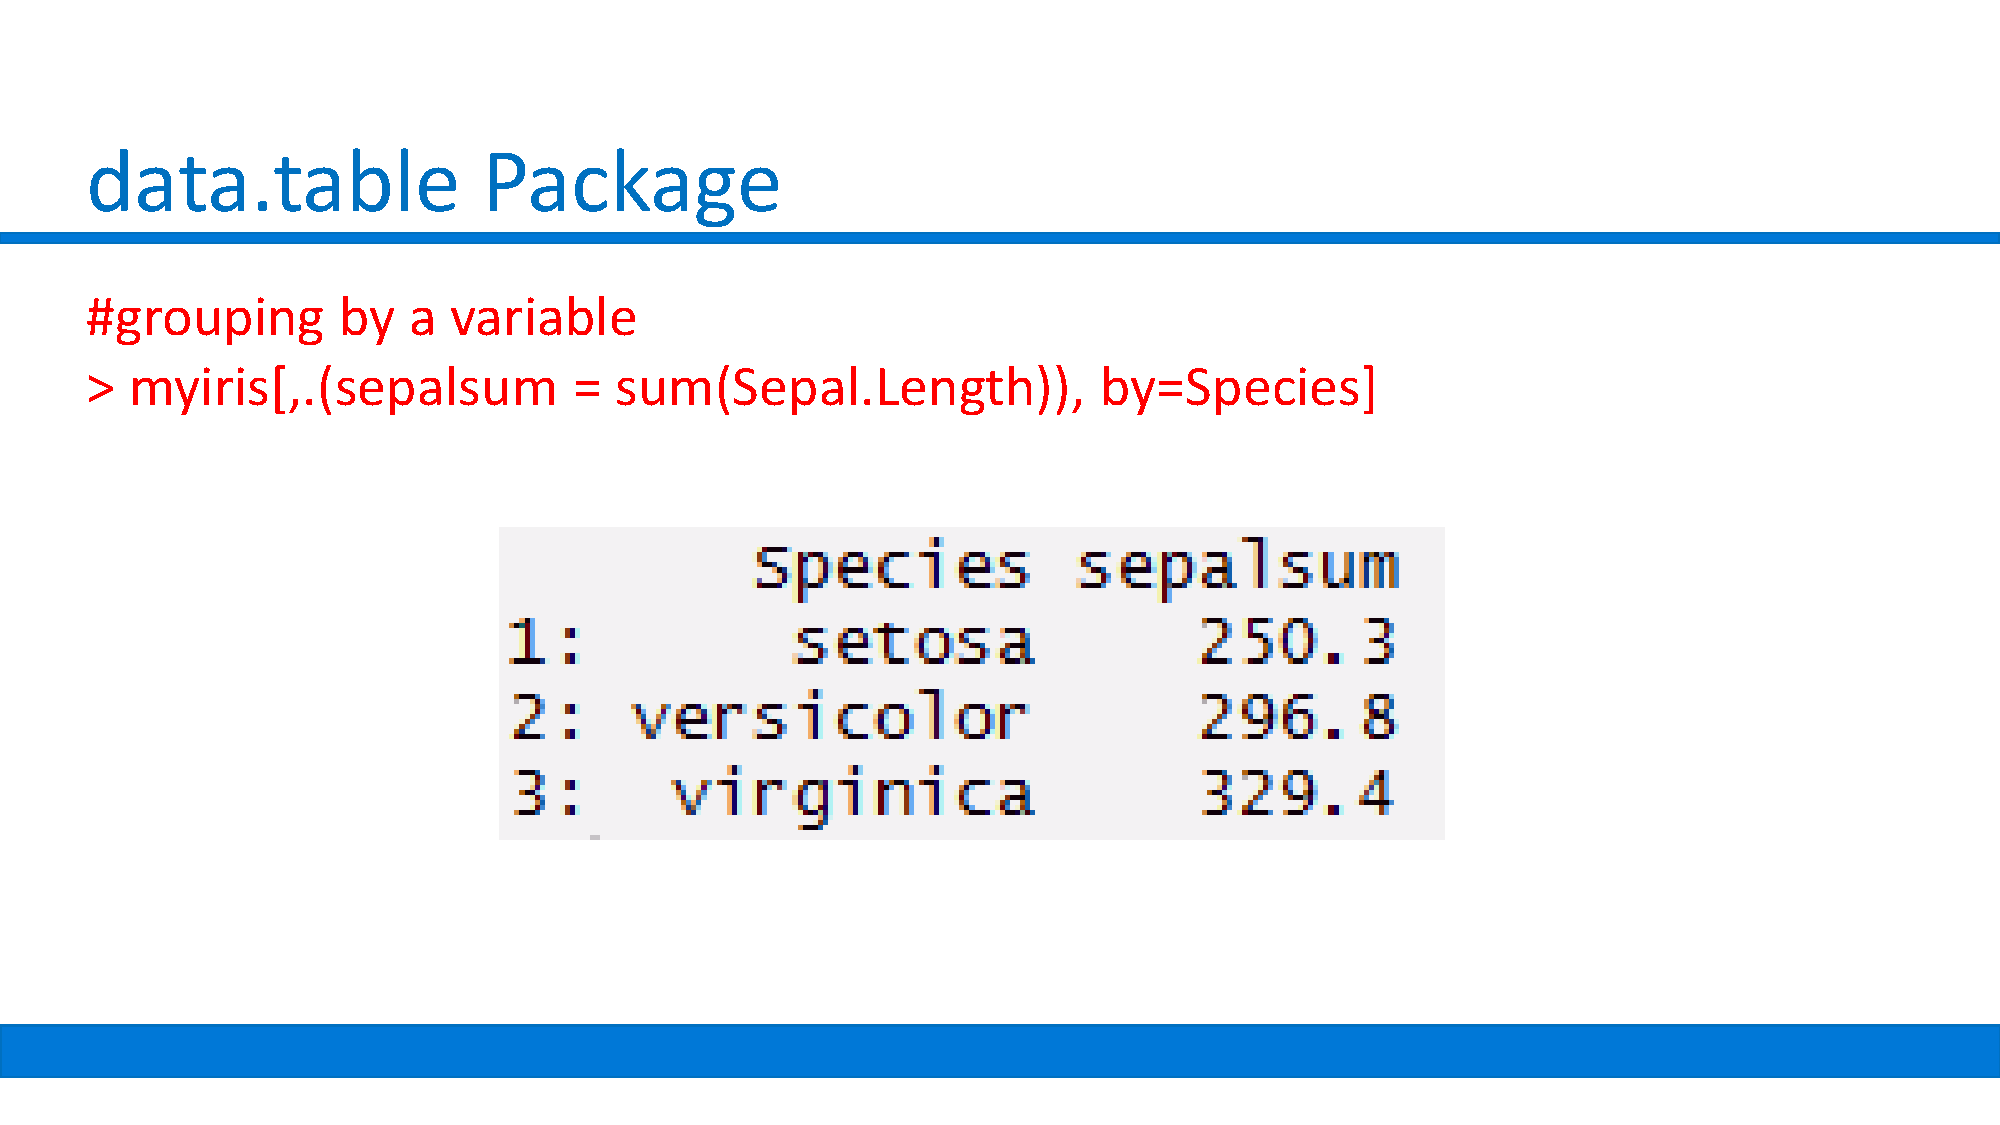 data.table Package
#grouping by a variable
> myiris[,.(sepalsum = sum(Sepal.Length)), by=Species]
Species sepalsum
1: setosa 250.3
2: versicolor 296.8
3: virginica 329.4